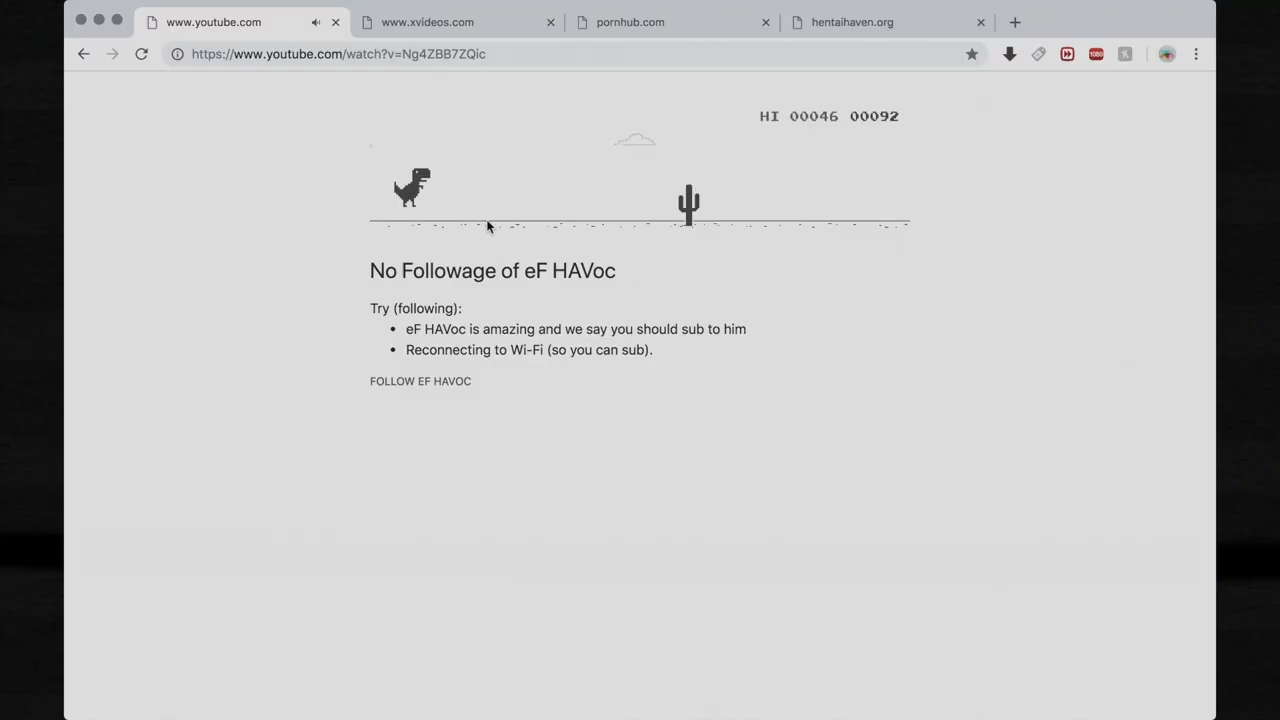 www.youtube.com
www.xvideos.com
pornhub.com
hentaihaven.org
https://www.youtube.com/watch?v=Ng4ZBB7ZQic
1080
HI 00046 00092
No Followage of eF HAVoc
Try (following):
• eF HAVoc is amazing and we say you should sub to him
• Reconnecting to Wi-Fi (so you can sub).
FOLLOW EF HAVOC